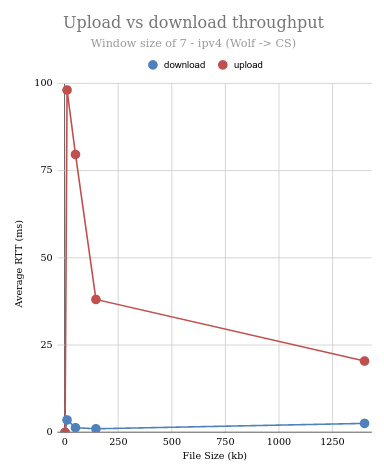 Upload vs download throughput
Window size of 7 - ipv4 (Wolf -> CS)
download upload
Average RTT (ms)
100
75
50
25
0
0 250 500 750 1000 1250
File Size (kb)